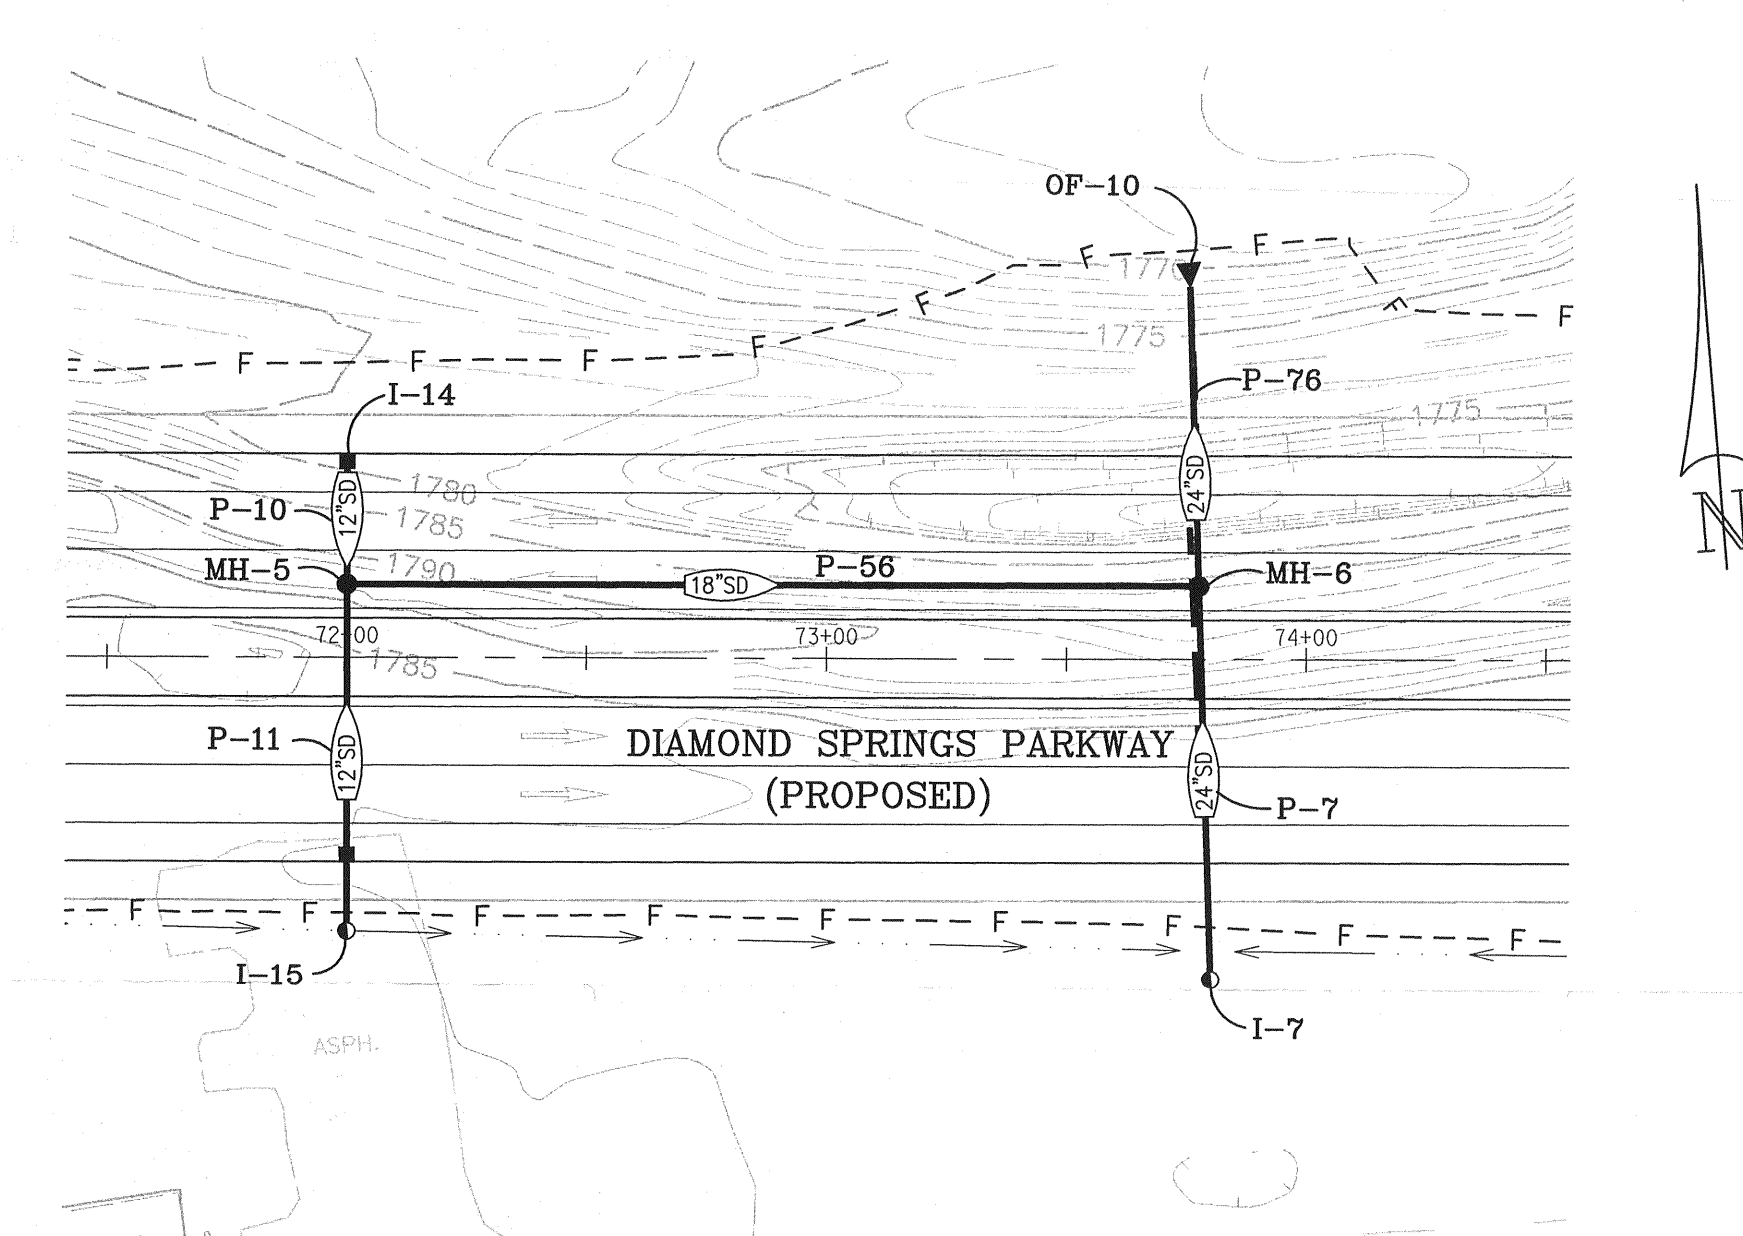 OF-10
F
F
1770
F
F
1775
F
F
F
F
F
F
P-76
I-14
1775
24"SD
1780
12"SD
P-10
1785
MH-5
1790
P-56
18"SD
MH-6
72+00
73+00
74+00
1785
P-11
12"SD
DIAMOND SPRINGS PARKWAY
(PROPOSED)
24"SD
P-7
F
F
F
F
F
F
F
F
F
I-15
I-7
ASPH.
N